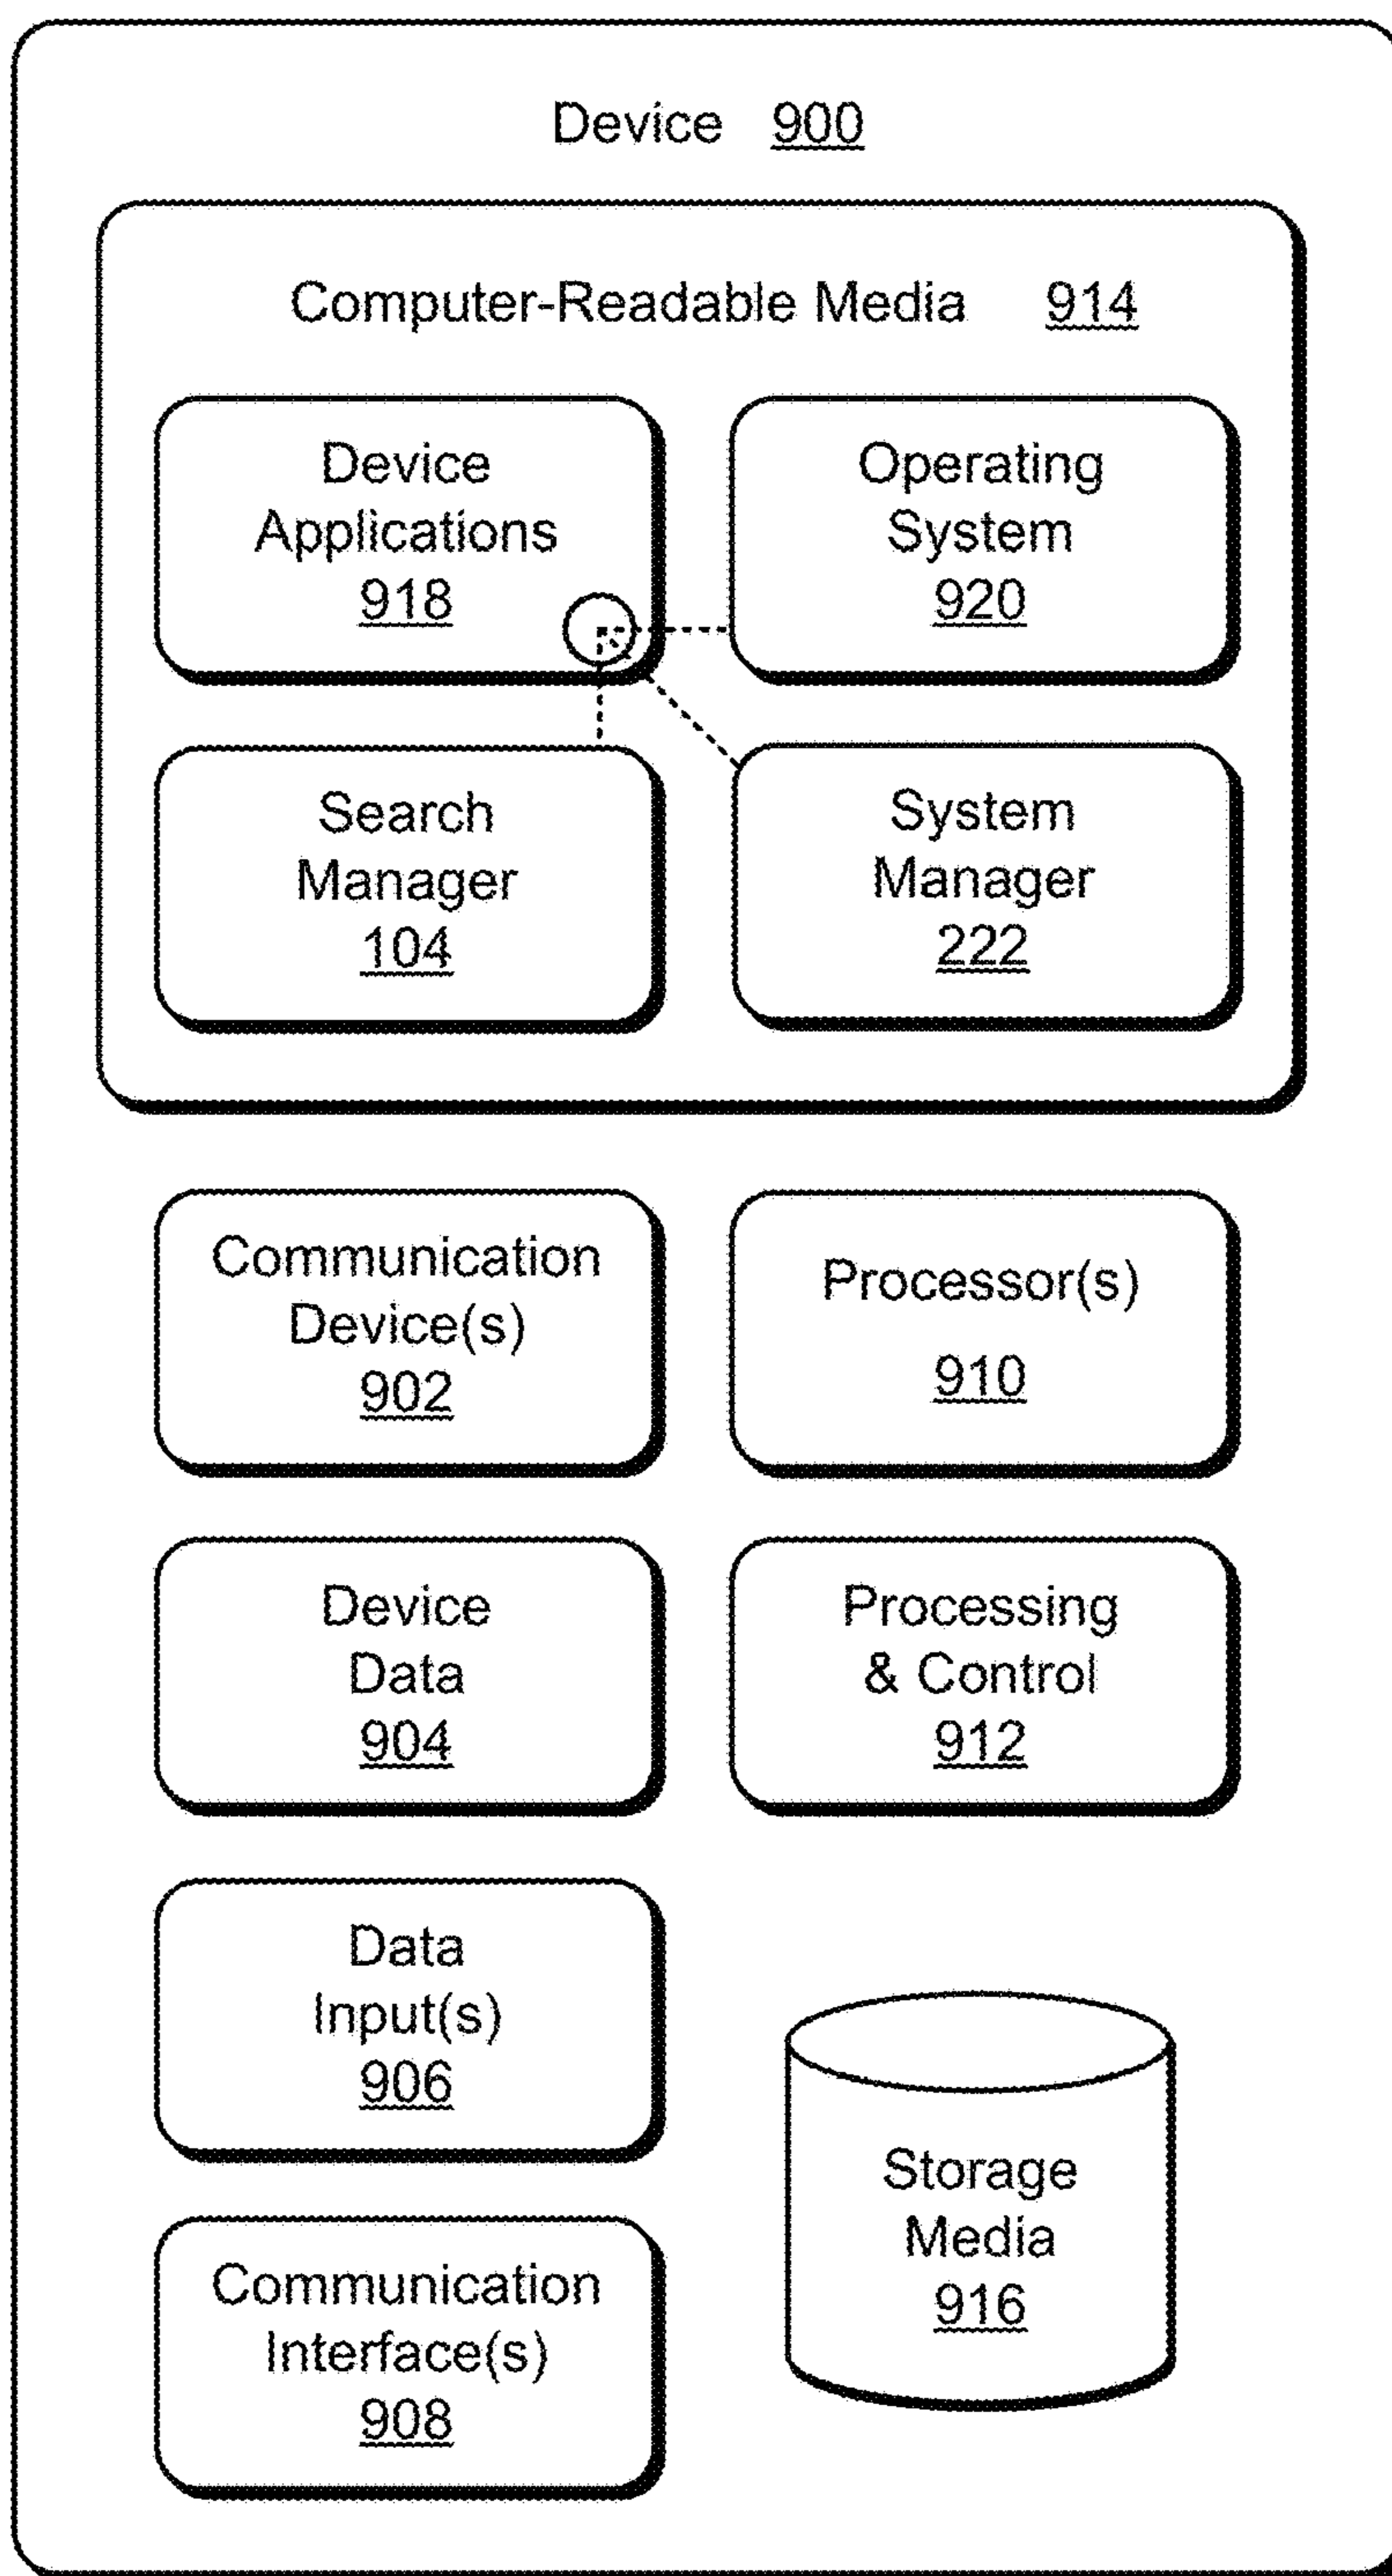 Device 900
Computer-Readable Media 914
Device
Applications
918
Operating
System
920
Search
Manager
104
System
Manager
222
Communication
Device(s)
902
Processor(s)
910
Device
Data
904
Processing
& Control
912
Data
Input(s)
906
Storage
Media
916
Communication
Interface(s)
908